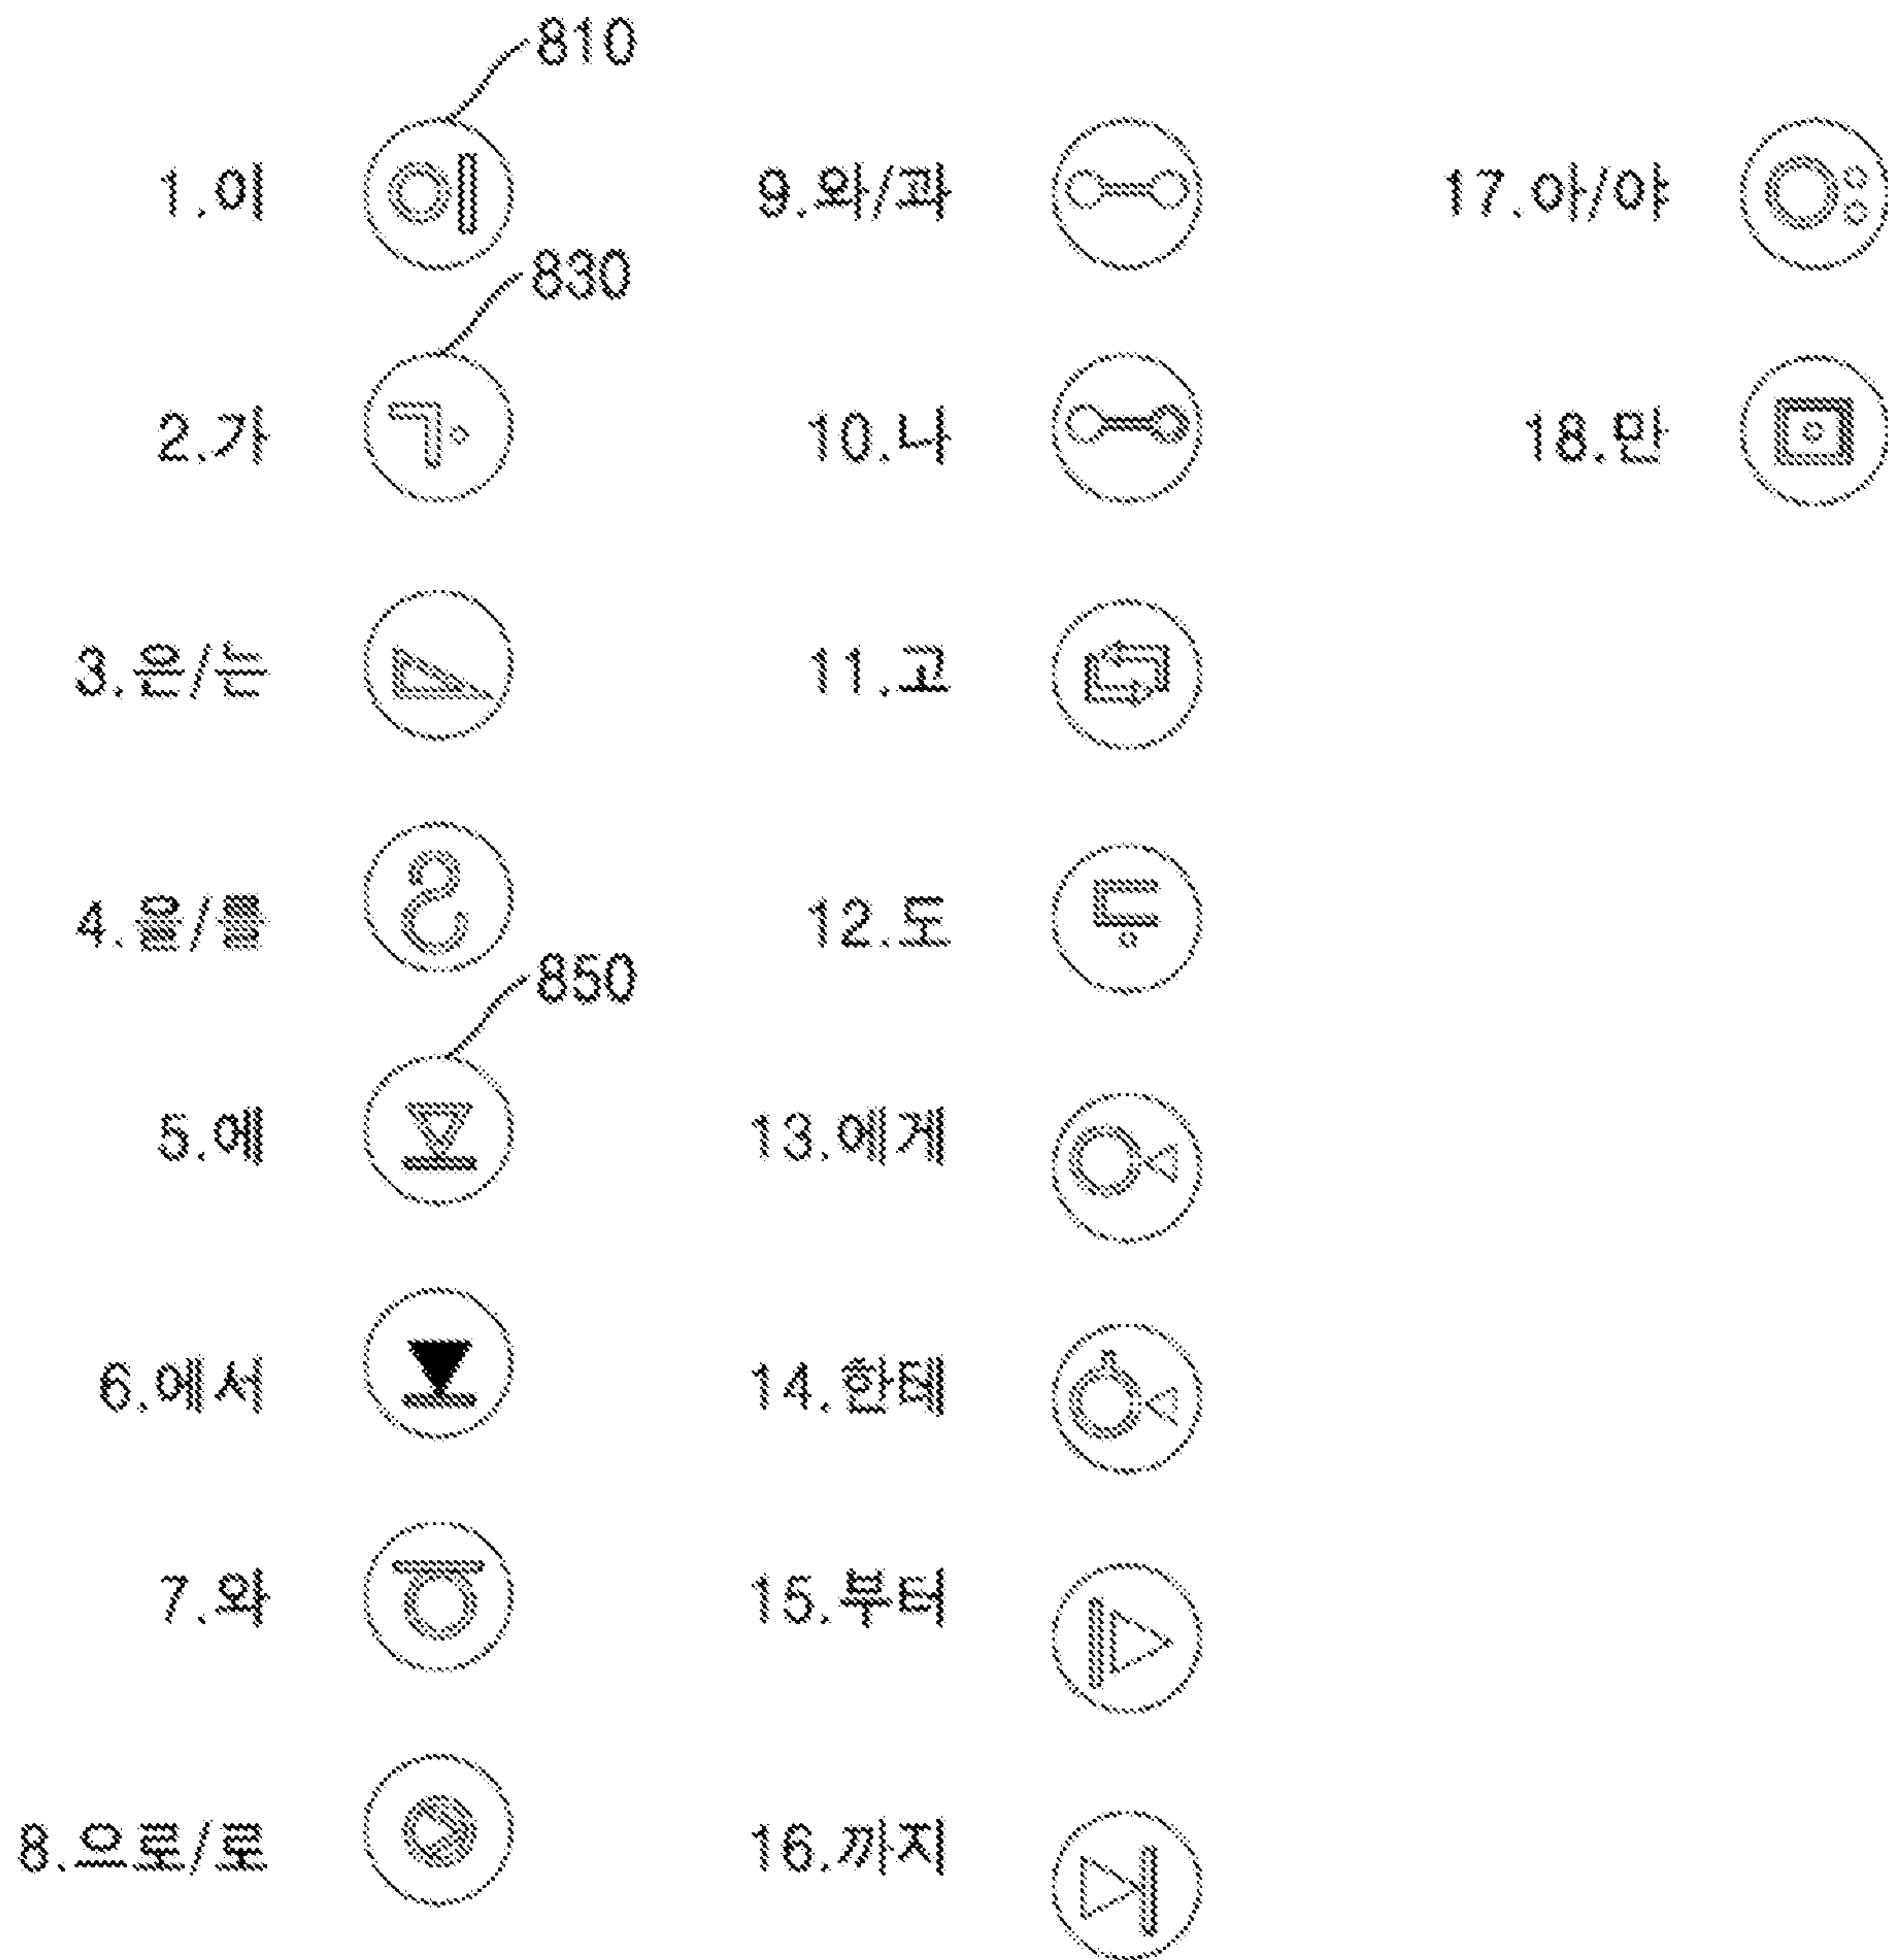 810
1.이
830
2.가
3.은/는
4.을/를
850
5.에
6.에서
7.와
8.으로/로
9.와/과
10.나
11.고
12.도
13.에게
14.한테
15.부터
16.까지
17.아/야
18.만